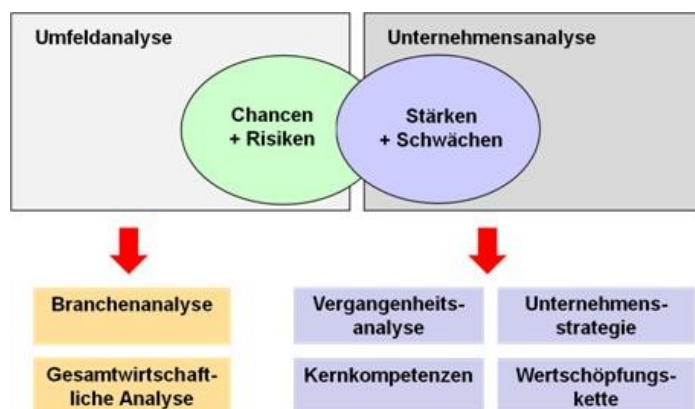 Umfeldanalyse
Unternehmensanalyse
Chancen
+ Risiken
Stärken
+ Schwächen
Branchenanalyse
Gesamtwirtschaft-
liche Analyse
Vergangenheits-
analyse
Unternehmens-
strategie
Kernkompetenzen
Wertschöpfungs-
kette